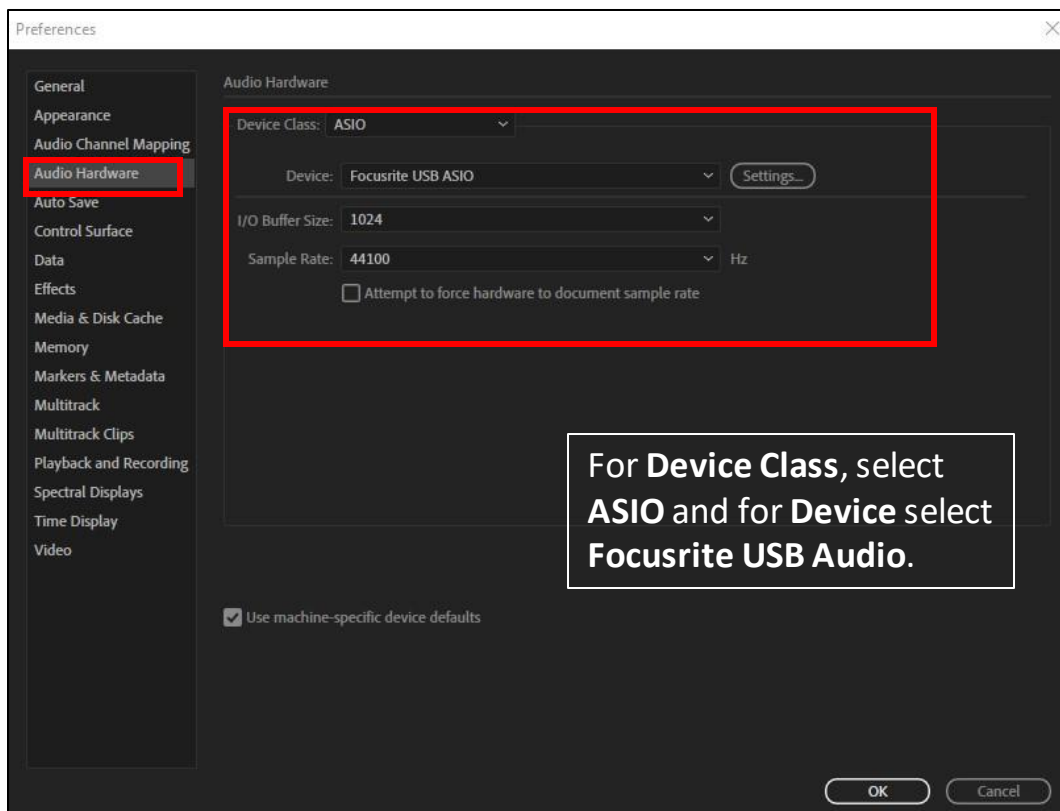 Preferences
General
Appearance
Audio Channel Mapping
Audio Hardware
Auto Save
Control Surface
Data
Effects
Media & Disk Cache
Memory
Markers & Metadata
Multitrack
Multitrack Clips
Playback and Recording
Spectral Displays
Time Display
Video
Audio Hardware
Device Class: ASIO
Device: Focusrite USB ASIO Settings...
I/O Buffer Size: 1024
Sample Rate: 44100 Hz
Attempt to force hardware to document sample rate
For Device Class, select
ASIO and for Device select
Focusrite USB Audio.
Use machine-specific device defaults
OK Cancel